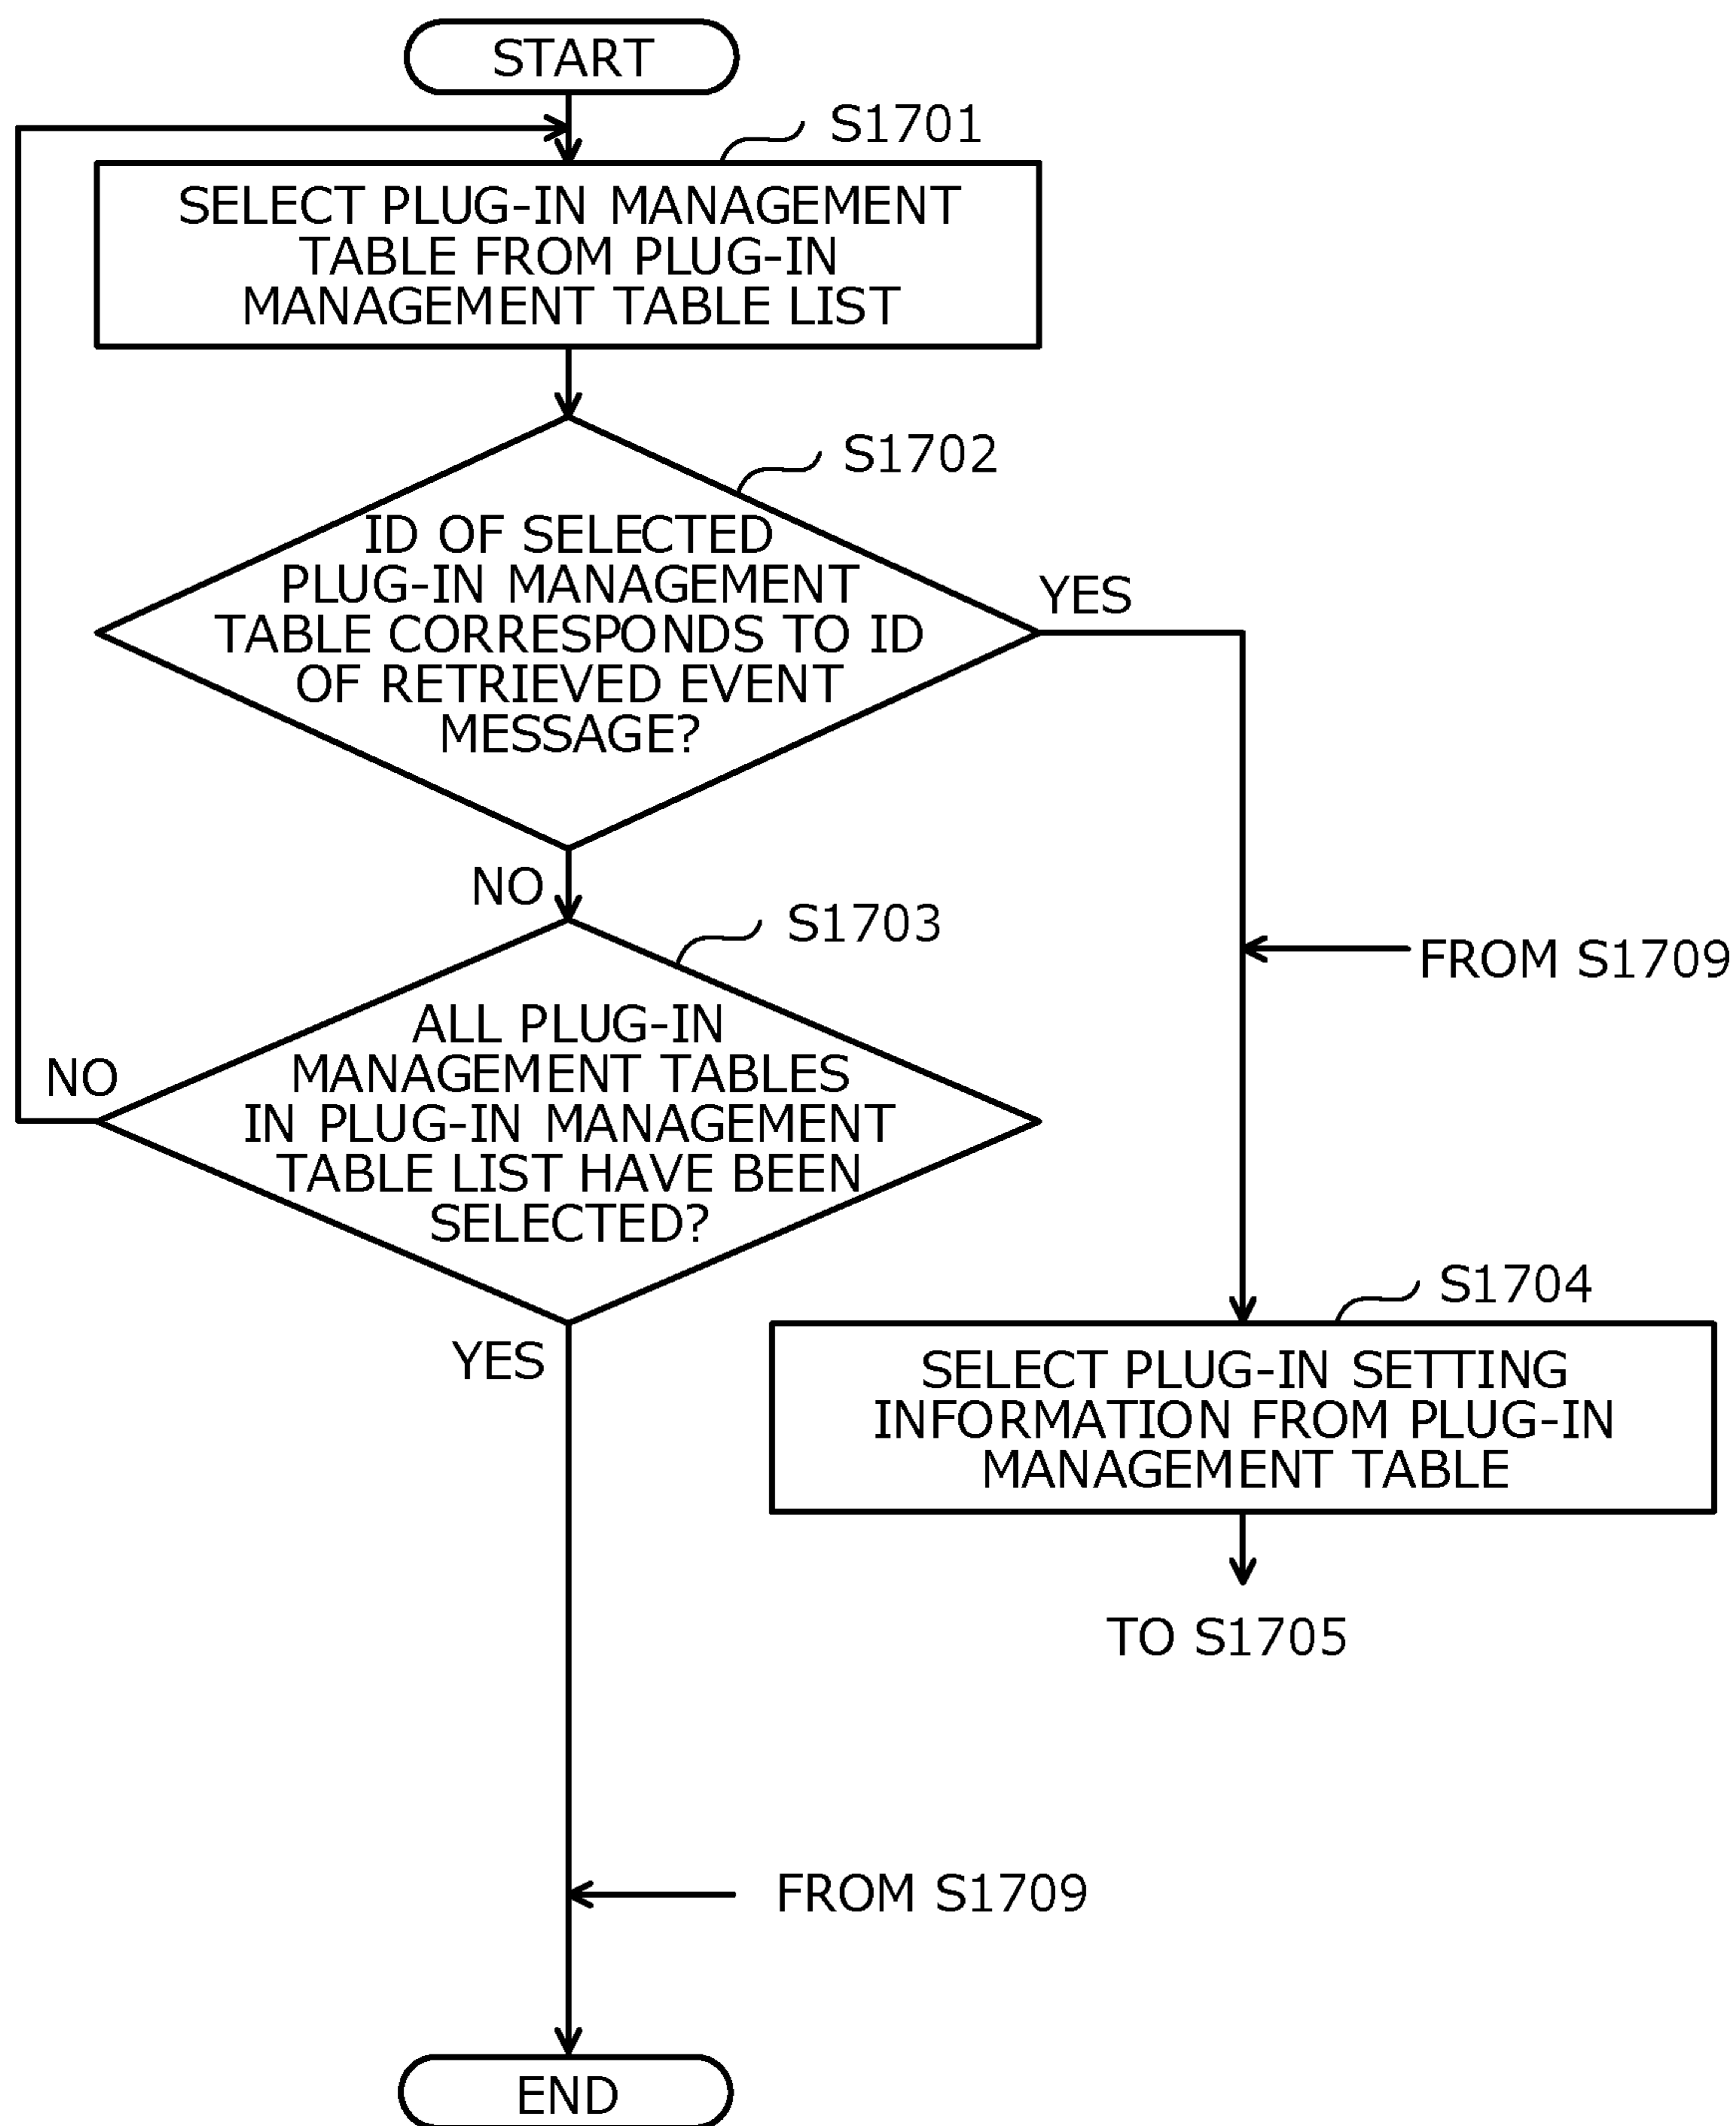 START
S1701
SELECT PLUG-IN MANAGEMENT
TABLE FROM PLUG-IN
MANAGEMENT TABLE LIST
S1702
ID OF SELECTED
PLUG-IN MANAGEMENT
TABLE CORRESPONDS TO ID
OF RETRIEVED EVENT
MESSAGE?
YES
NO
S1703
ALL PLUG-IN
MANAGEMENT TABLES
IN PLUG-IN MANAGEMENT
TABLE LIST HAVE BEEN
SELECTED?
NO
YES
FROM S1709
S1704
SELECT PLUG-IN SETTING
INFORMATION FROM PLUG-IN
MANAGEMENT TABLE
TO S1705
FROM S1709
END